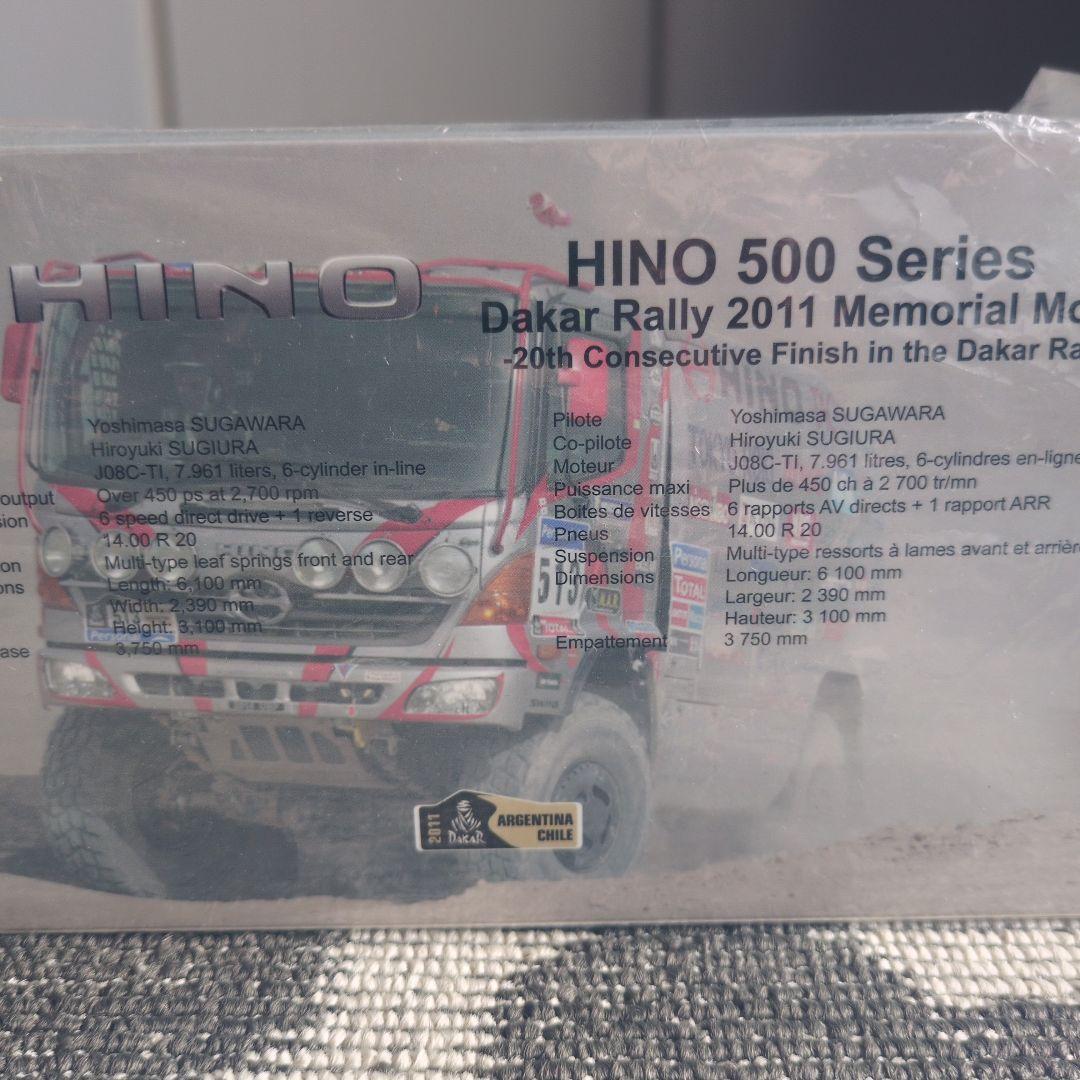 HINO
HINO 500 Series
Dakar Rally 2011 Memorial Mo
-20th Consecutive Finish in the Dakar Ra
Yoshimasa SUGAWARA
Hiroyuki SUGIURA
J08C-TI, 7.961 liters, 6-cylinder in-line
output Over 450 ps at 2,700 rpm
sion 6 speed direct drive + 1 reverse
14.00 R 20
on Multi-type leaf springs front and rear
ons Length: 6,100 mm
Width: 2,390 mm
Height: 3,100 mm
ase 3,750 mm
Pilote Yoshimasa SUGAWARA
Co-pilote Hiroyuki SUGIURA
Moteur J08C-TI, 7.961 litres, 6-cylindres en-ligne
Puissance maxi Plus de 450 ch à 2 700 tr/mn
Boites de vitesses 6 rapports AV directs + 1 rapport ARR
Pneus 14.00 R 20
Suspension Multi-type ressorts à lames avant et arrière
Dimensions Longueur: 6 100 mm
Largeur: 2 390 mm
Hauteur: 3 100 mm
Empattement 3 750 mm
513
Personal
TOTAL
TOTAL
2011
DAKAR
ARGENTINA
CHILE